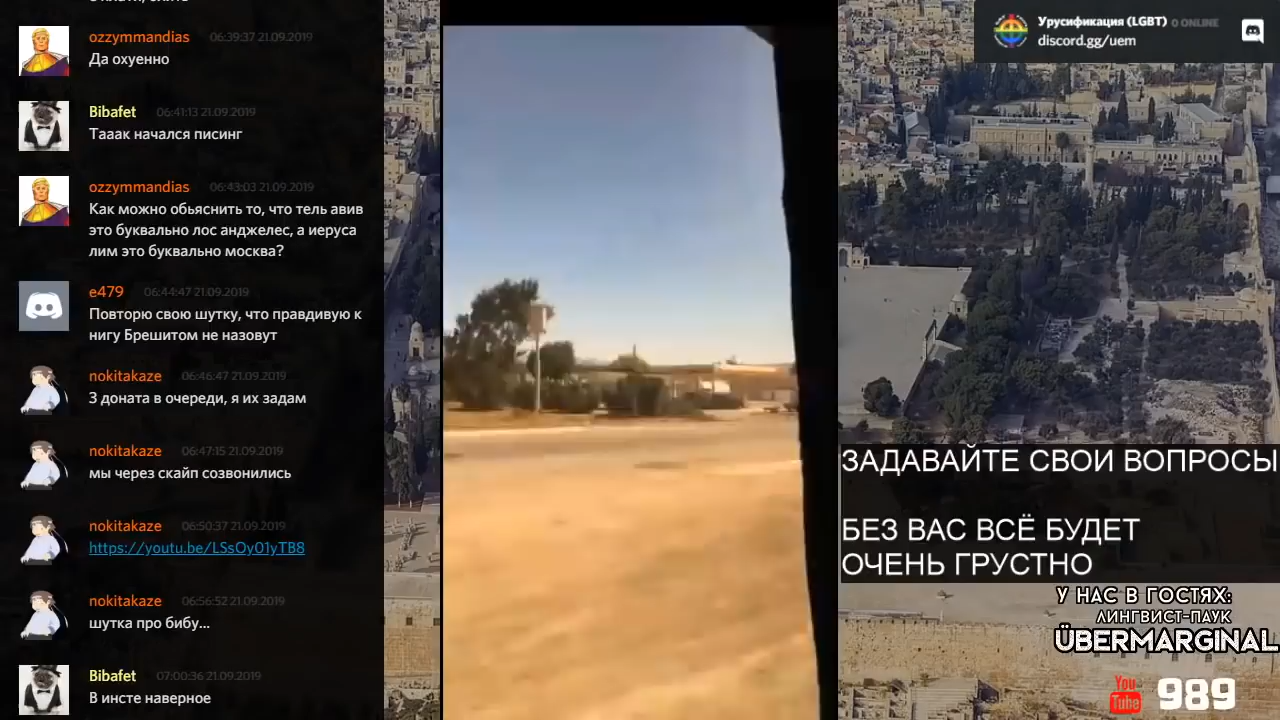 ozzymmandias 06:39:37 21.09.2019
Да охуенно
Bibafet 06:41:13 21.09.2019
Тааак начался писинг
ozzymmandias 06:43:03 21.09.2019
Как можно обьяснить то, что тель авив
это буквально лос анджелес, а иеруса
лим это буквально москва?
e479 06:44:47 21.09.2019
Повторю свою шутку, что правдивую к
нигу Брешитом не назовут
nokitakaze 06:46:47 21.09.2019
3 доната в очереди, я их задам
nokitakaze 06:47:15 21.09.2019
мы через скайп созвонились
nokitakaze 06:50:37 21.09.2019
https://youtu.be/LSsOy01yTB8
nokitakaze 06:56:52 21.09.2019
шутка про бибу...
Bibafet 07:00:36 21.09.2019
В инсте наверное
Урусификация (LGBT) 0 ONLINE
discord.gg/uem
ЗАДАВАЙТЕ СВОИ ВОПРОСЫ
БЕЗ ВАС ВСЁ БУДЕТ
ОЧЕНЬ ГРУСТНО
У НАС В ГОСТЯХ:
ЛИНГВИСТ-ПАУК
ÜBERMARGINAL
You
Tube
989